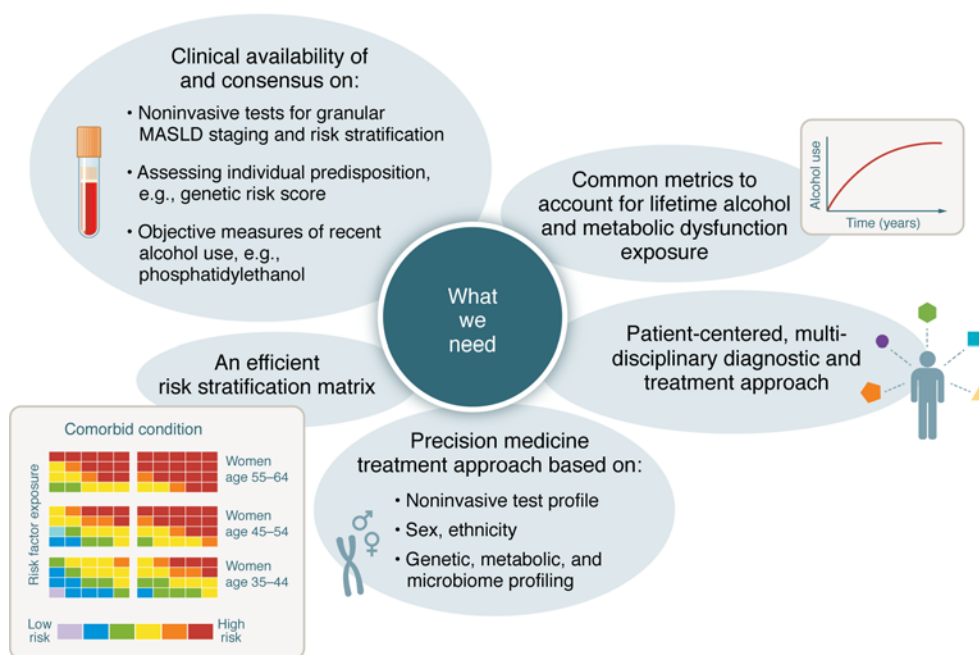 Clinical availability of
and consensus on:
• Noninvasive tests for granular
MASLD staging and risk stratification
• Assessing individual predisposition,
e.g., genetic risk score
• Objective measures of recent
alcohol use, e.g.,
phosphatidylethanol
Common metrics to
account for lifetime alcohol
and metabolic dysfunction
exposure
Alcohol use
Time (years)
What
we
need
An efficient
risk stratification matrix
Patient-centered, multi-
disciplinary diagnostic and
treatment approach
Precision medicine
treatment approach based on:
• Noninvasive test profile
• Sex, ethnicity
• Genetic, metabolic, and
microbiome profiling
Comorbid condition
Risk factor exposure
Women
age 55–64
Women
age 45–54
Women
age 35–44
Low
risk
High
risk